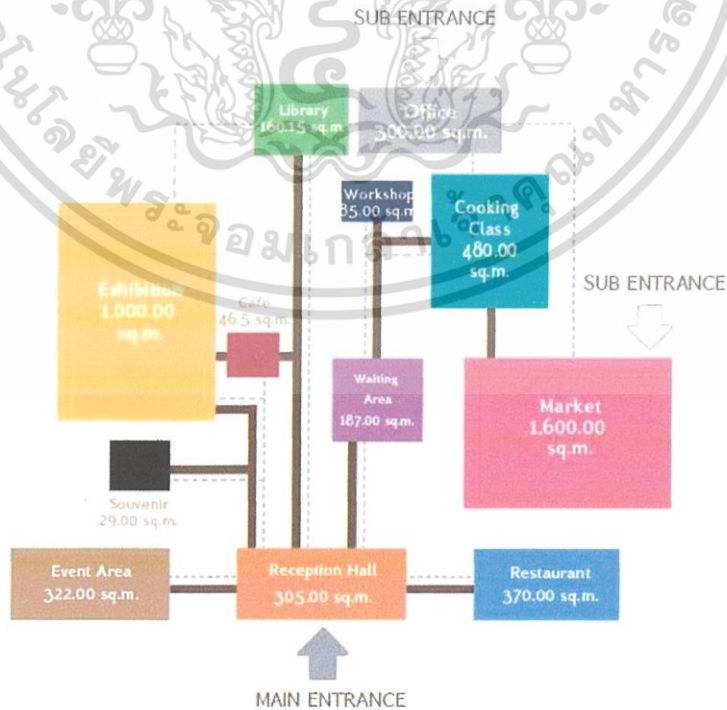 SUB ENTRANCE
Library
160.15 sq.m.
Office
300.00 sq.m.
Workshop
85.00 sq.m
Cooking
Class
480.00
sq.m.
SUB ENTRANCE
Exhibition
1,000.00
sq.m.
Cafe
46.5 sq.m.
Waiting
Area
187.00 sq.m.
Market
1,600.00
sq.m.
Souvenir
29.00 sq.m.
Event Area
322.00 sq.m.
Reception Hall
305.00 sq.m.
Restaurant
370.00 sq.m.
MAIN ENTRANCE